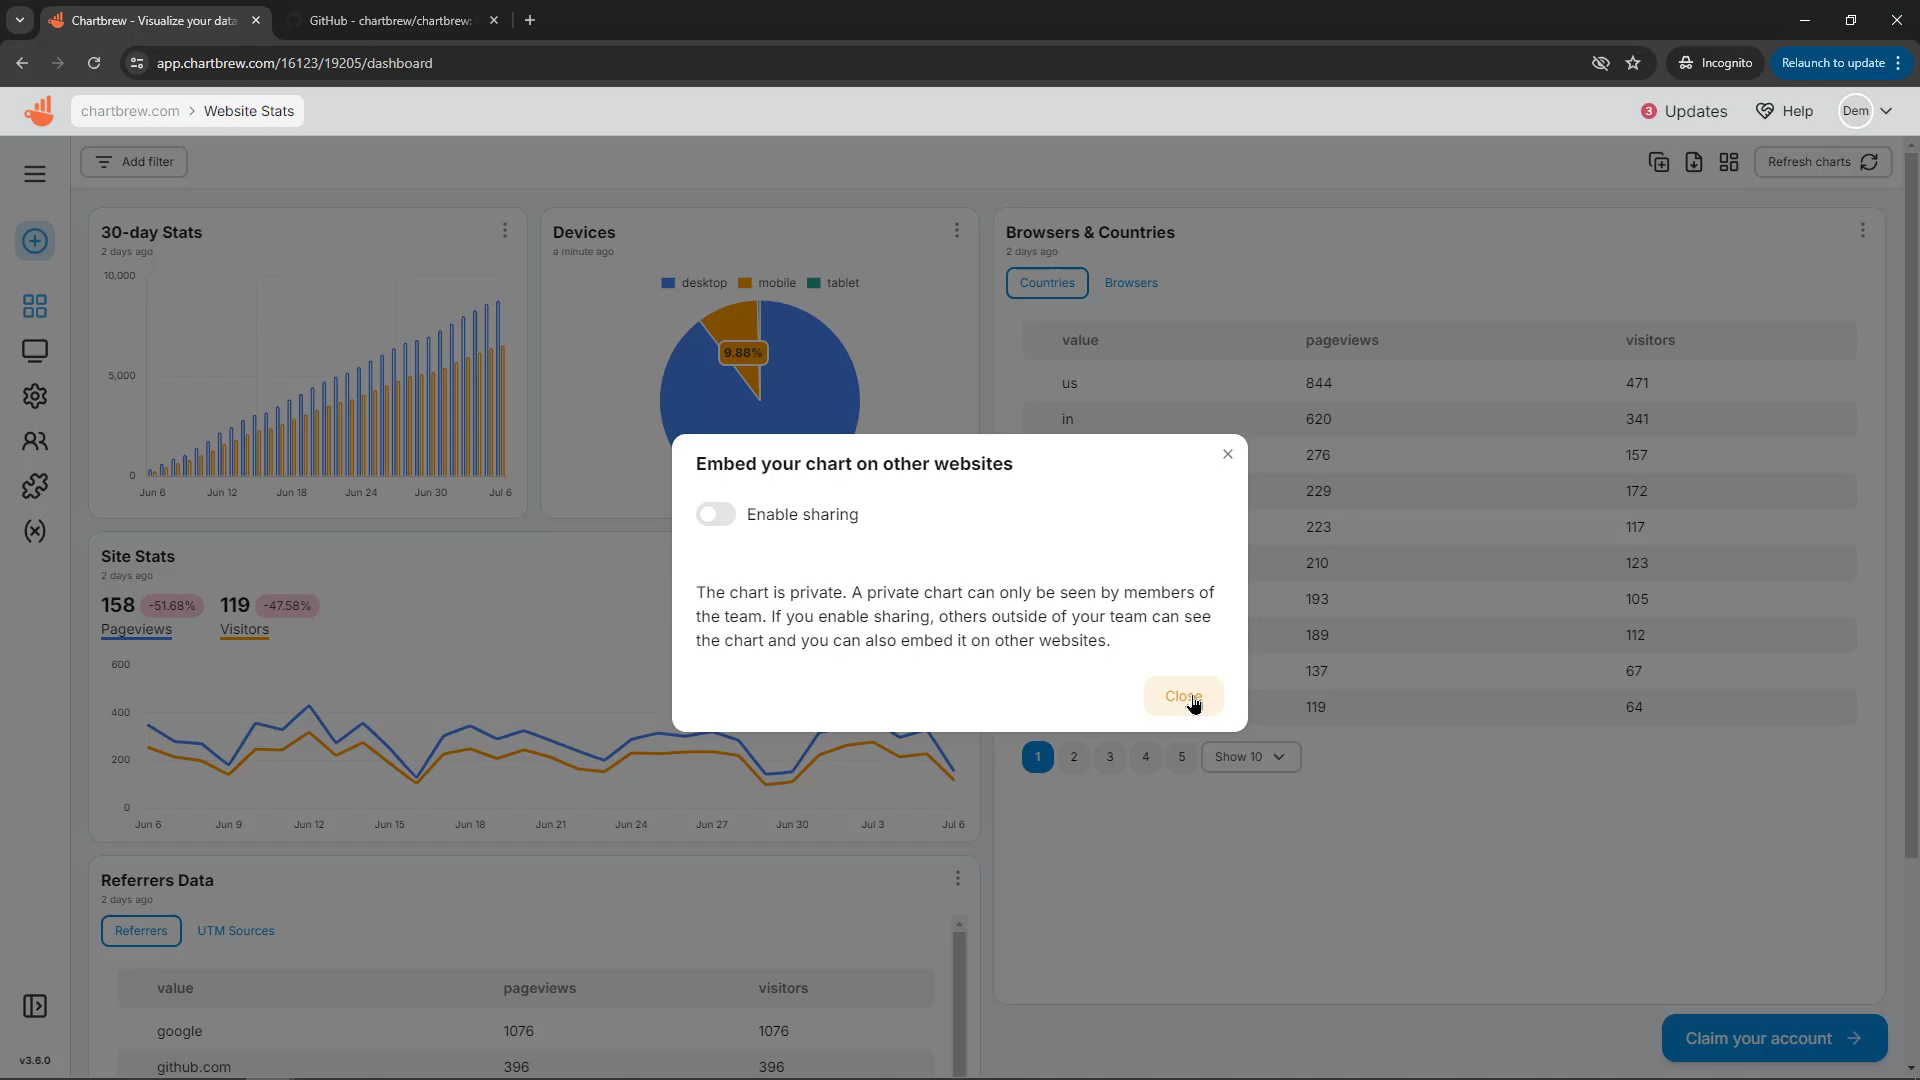 Chartbrew - Visualize your data
GitHub - chartbrew/chartbrew:
app.chartbrew.com/16123/19205/dashboard
Incognito
Relaunch to update
chartbrew.com > Website Stats
3 Updates
Help
Dem
Add filter
Refresh charts
30-day Stats
2 days ago
10,000
5,000
0
Jun 6 Jun 12 Jun 18 Jun 24 Jun 30 Jul 6
Devices
a minute ago
desktop mobile tablet
9.88%
Browsers & Countries
2 days ago
Countries Browsers
value pageviews visitors
us 844 471
in 620 341
276 157
229 172
223 117
210 123
193 105
189 112
137 67
119 64
1 2 3 4 5 Show 10
Embed your chart on other websites
Enable sharing
The chart is private. A private chart can only be seen by members of
the team. If you enable sharing, others outside of your team can see
the chart and you can also embed it on other websites.
Close
Site Stats
2 days ago
158 -51.68% 119 -47.58%
Pageviews Visitors
600
400
200
0
Jun 6 Jun 9 Jun 12 Jun 15 Jun 18 Jun 21 Jun 24 Jun 27 Jun 30 Jul 3 Jul 6
Referrers Data
2 days ago
Referrers UTM Sources
value pageviews visitors
google 1076 1076
github.com 396 396
Claim your account
v3.6.0